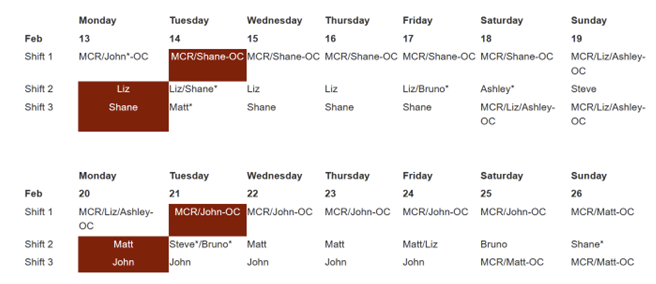 Monday Tuesday Wednesday Thursday Friday Saturday Sunday
Feb 13 14 15 16 17 18 19
Shift 1 MCR/John*-OC MCR/Shane-OC MCR/Shane-OC MCR/Shane-OC MCR/Shane-OC MCR/Shane-OC MCR/Liz/Ashley-
OC
Shift 2 Liz Liz/Shane* Liz Liz Liz/Bruno* Ashley* Steve
Shift 3 Shane Matt* Shane Shane Shane MCR/Liz/Ashley- MCR/Liz/Ashley-
OC OC
Monday Tuesday Wednesday Thursday Friday Saturday Sunday
Feb 20 21 22 23 24 25 26
Shift 1 MCR/Liz/Ashley- MCR/John-OC MCR/John-OC MCR/John-OC MCR/John-OC MCR/John-OC MCR/Matt-OC
OC
Shift 2 Matt Steve*/Bruno* Matt Matt Matt/Liz Bruno Shane*
Shift 3 John John John John John MCR/Matt-OC MCR/Matt-OC